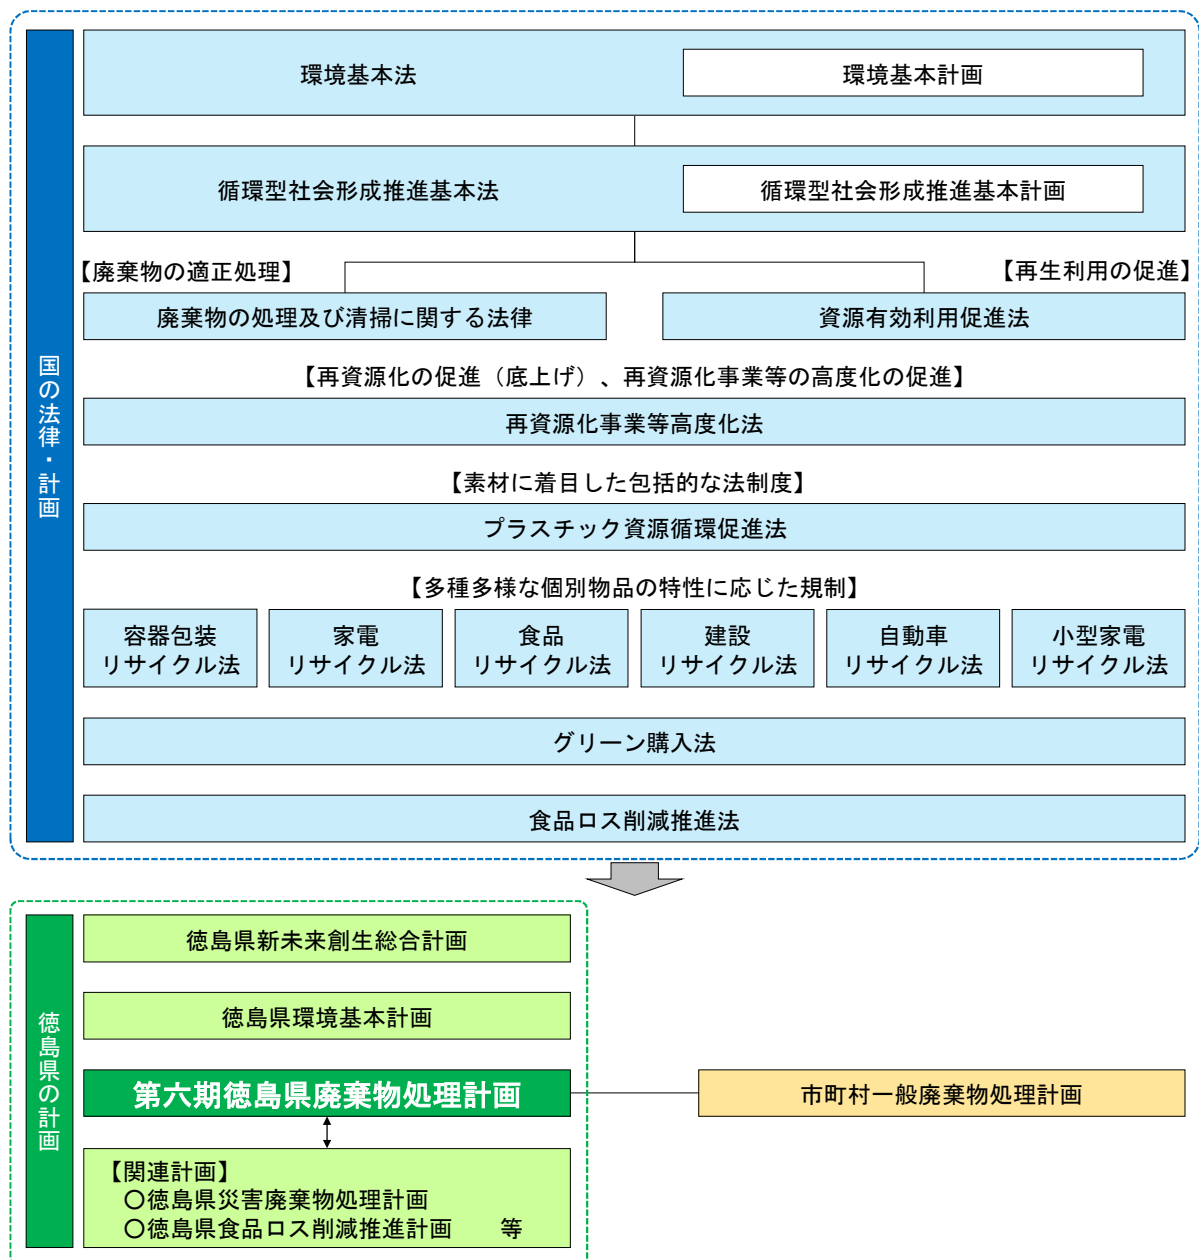 国の法律・計画
環境基本法
環境基本計画
循環型社会形成推進基本法
循環型社会形成推進基本計画
【廃棄物の適正処理】
【再生利用の促進】
廃棄物の処理及び清掃に関する法律
資源有効利用促進法
【再資源化の促進（底上げ）、再資源化事業等の高度化の促進】
再資源化事業等高度化法
【素材に着目した包括的な法制度】
プラスチック資源循環促進法
【多種多様な個別物品の特性に応じた規制】
容器包装
リサイクル法
家電
リサイクル法
食品
リサイクル法
建設
リサイクル法
自動車
リサイクル法
小型家電
リサイクル法
グリーン購入法
食品ロス削減推進法
徳島県の計画
徳島県新未来創生総合計画
徳島県環境基本計画
第六期徳島県廃棄物処理計画
市町村一般廃棄物処理計画
【関連計画】
○徳島県災害廃棄物処理計画
○徳島県食品ロス削減推進計画　　等